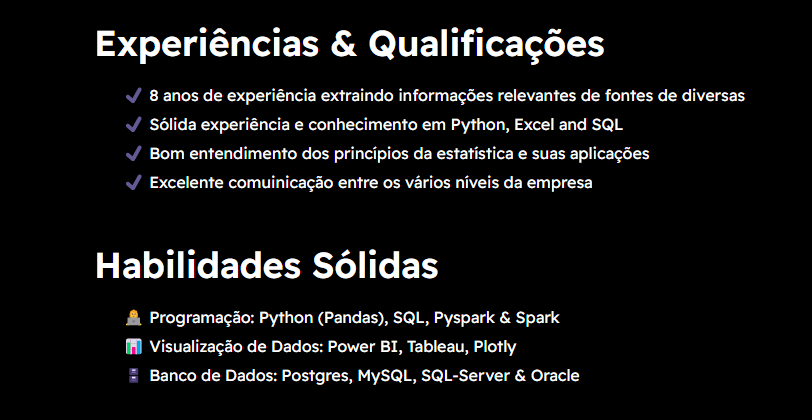 Experiências & Qualificações
✔ 8 anos de experiência extraindo informações relevantes de fontes de diversas
✔ Sólida experiência e conhecimento em Python, Excel and SQL
✔ Bom entendimento dos princípios da estatística e suas aplicações
✔ Excelente comuinicação entre os vários níveis da empresa
Habilidades Sólidas
Programação: Python (Pandas), SQL, Pyspark & Spark
Visualização de Dados: Power BI, Tableau, Plotly
Banco de Dados: Postgres, MySQL, SQL-Server & Oracle